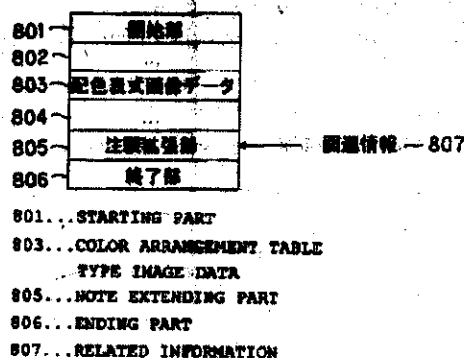 801 開始部
802 ...
803 配色表式画像データ
804 ...
805 注釈拡張部 関連情報 807
806 終了部
801...STARTING PART
803...COLOR ARRANGEMENT TABLE
TYPE IMAGE DATA
805...NOTE EXTENDING PART
806...ENDING PART
807...RELATED INFORMATION